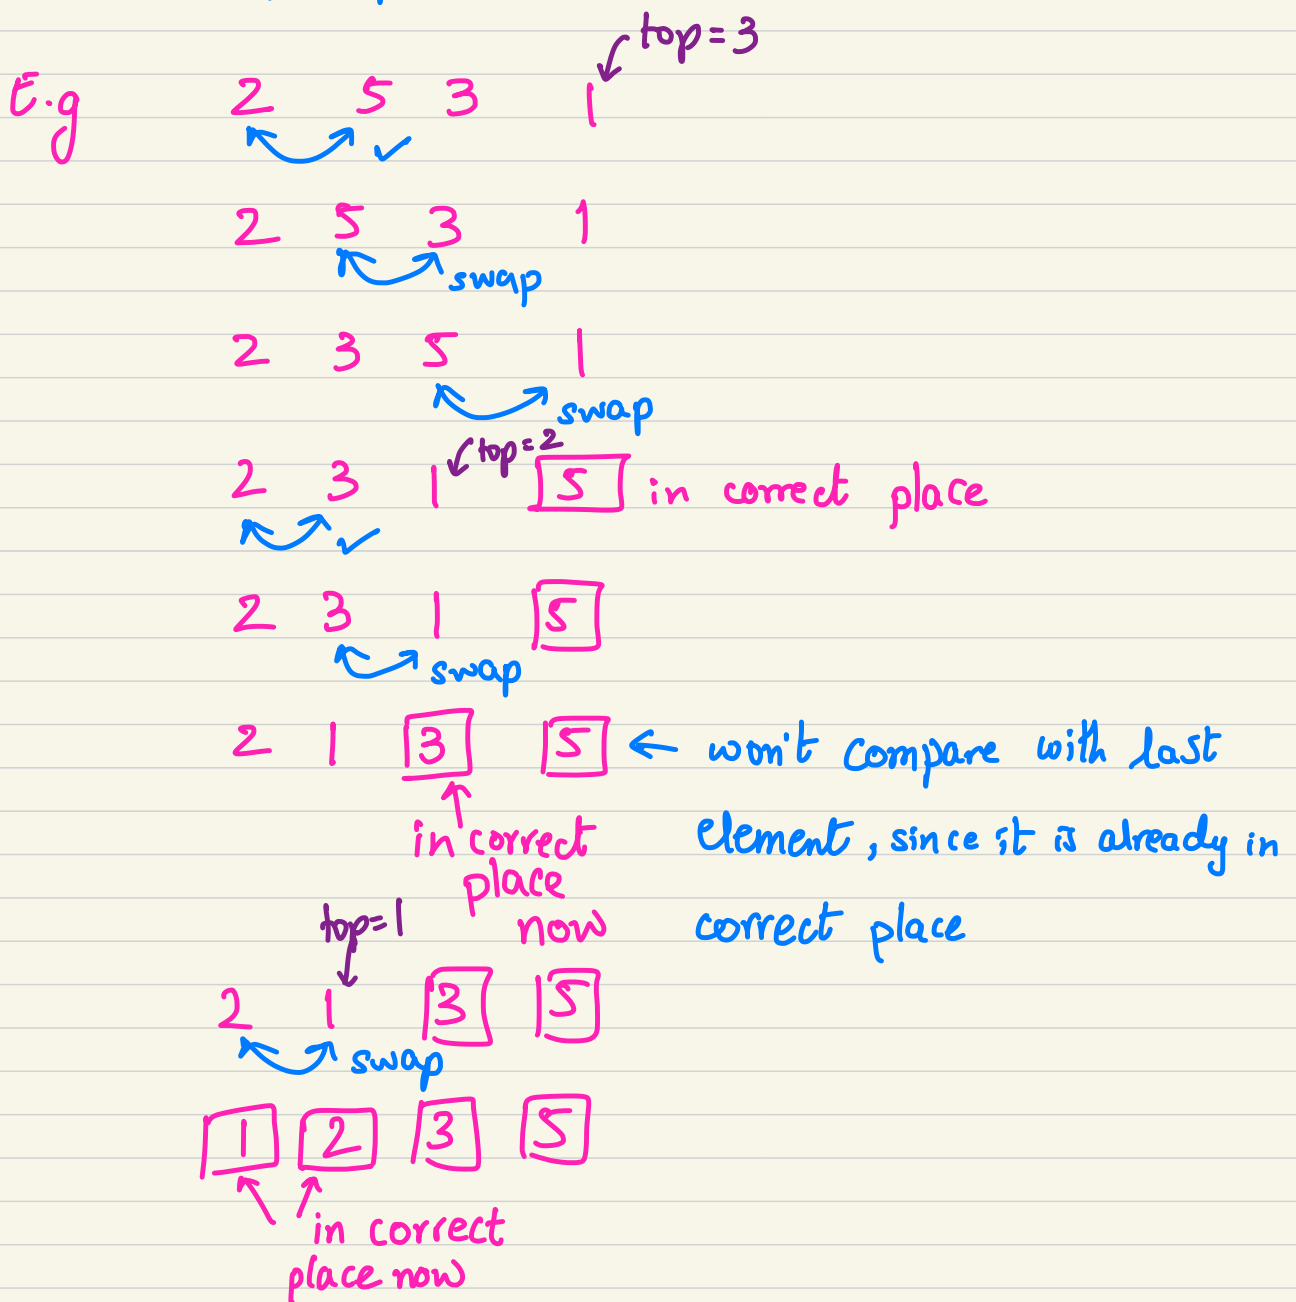 top=3
E.g 2 5 3 1
2 5 3 1
swap
2 3 5 1
swap
top=2
2 3 1 5 in correct place
2 3 1 5
swap
2 1 3 5 ← won't compare with last
in correct element, since it is already in
place
now correct place
top=1
2 1 3 5
swap
1 2 3 5
in correct
place now